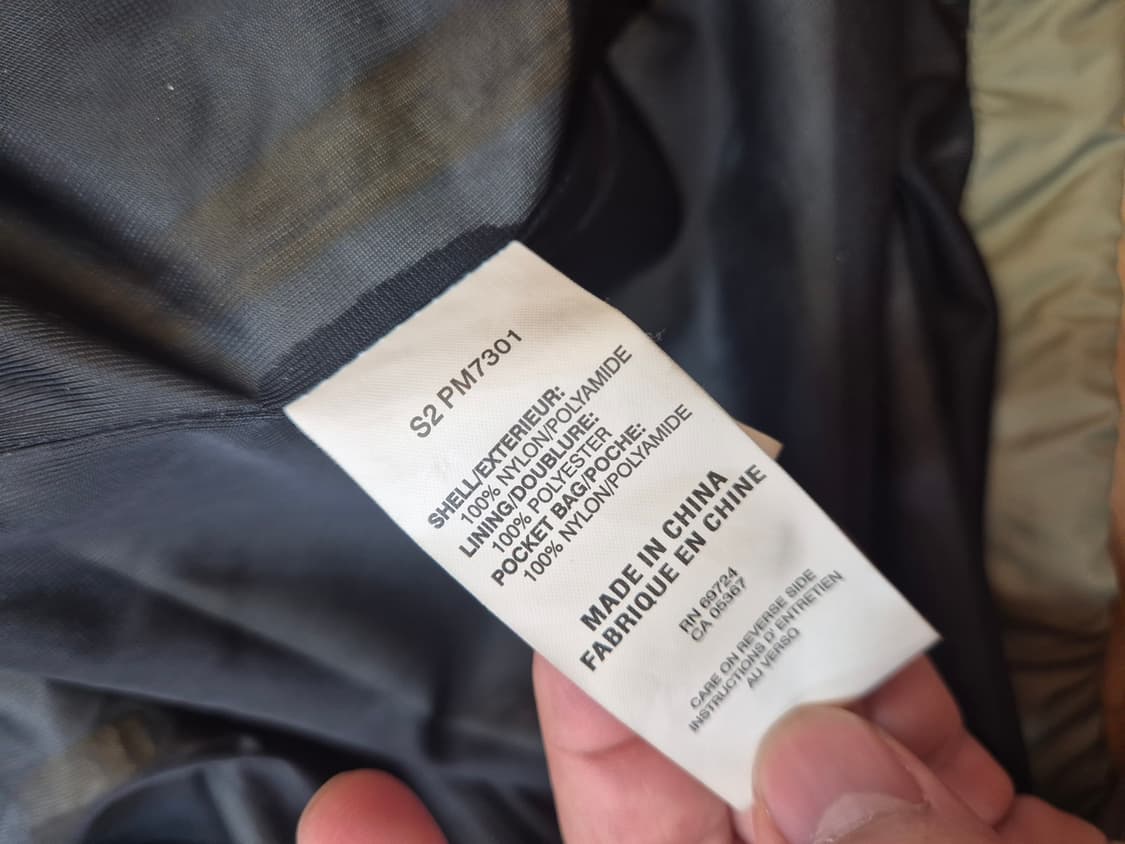 S2 PM7301
SHELL/EXTERIEUR:
100% NYLON/POLYAMIDE
LINING/DOUBLURE:
100% POLYESTER
POCKET BAG/POCHE:
100% NYLON/POLYAMIDE
MADE IN CHINA
FABRIQUE EN CHINE
RN 69724
CA 05367
CARE ON REVERSE SIDE
INSTRUCTIONS D' ENTRETIEN
AU VERSO